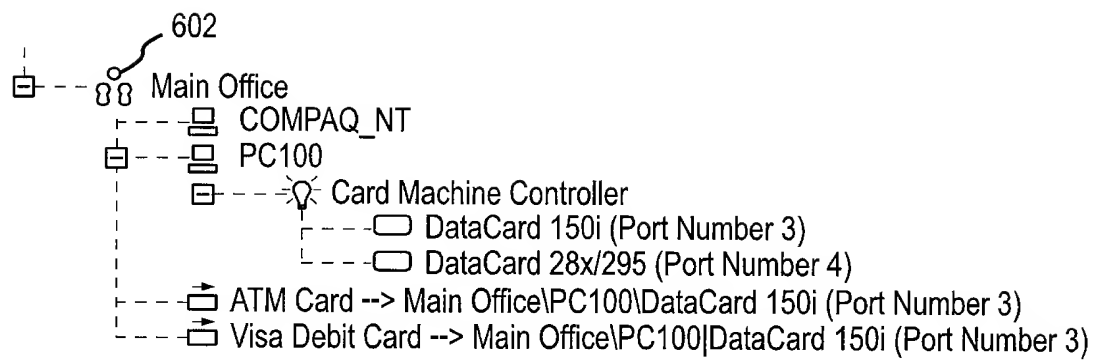 602
Main Office
COMPAQ_NT
PC100
Card Machine Controller
DataCard 150i (Port Number 3)
DataCard 28x/295 (Port Number 4)
ATM Card --> Main Office\PC100\DataCard 150i (Port Number 3)
Visa Debit Card --> Main Office\PC100|DataCard 150i (Port Number 3)